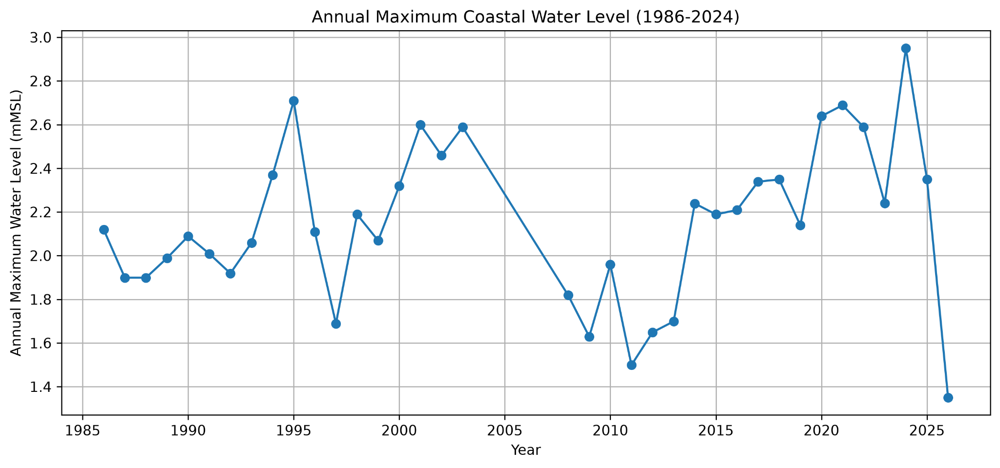 Annual Maximum Coastal Water Level (1986-2024)
Annual Maximum Water Level (mMSL)
3.0
2.8
2.6
2.4
2.2
2.0
1.8
1.6
1.4
1985 1990 1995 2000 2005 2010 2015 2020 2025
Year